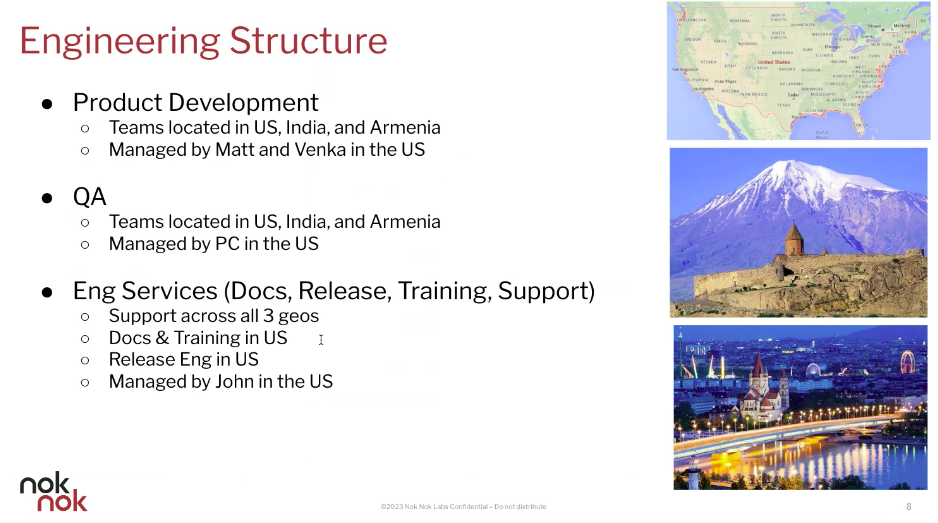 Engineering Structure
● Product Development
○ Teams located in US, India, and Armenia
○ Managed by Matt and Venka in the US
● QA
○ Teams located in US, India, and Armenia
○ Managed by PC in the US
● Eng Services (Docs, Release, Training, Support)
○ Support across all 3 geos
○ Docs & Training in US
○ Release Eng in US
○ Managed by John in the US
United States
nok
nok
©2023 Nok Nok Labs Confidential – Do not distribute
8